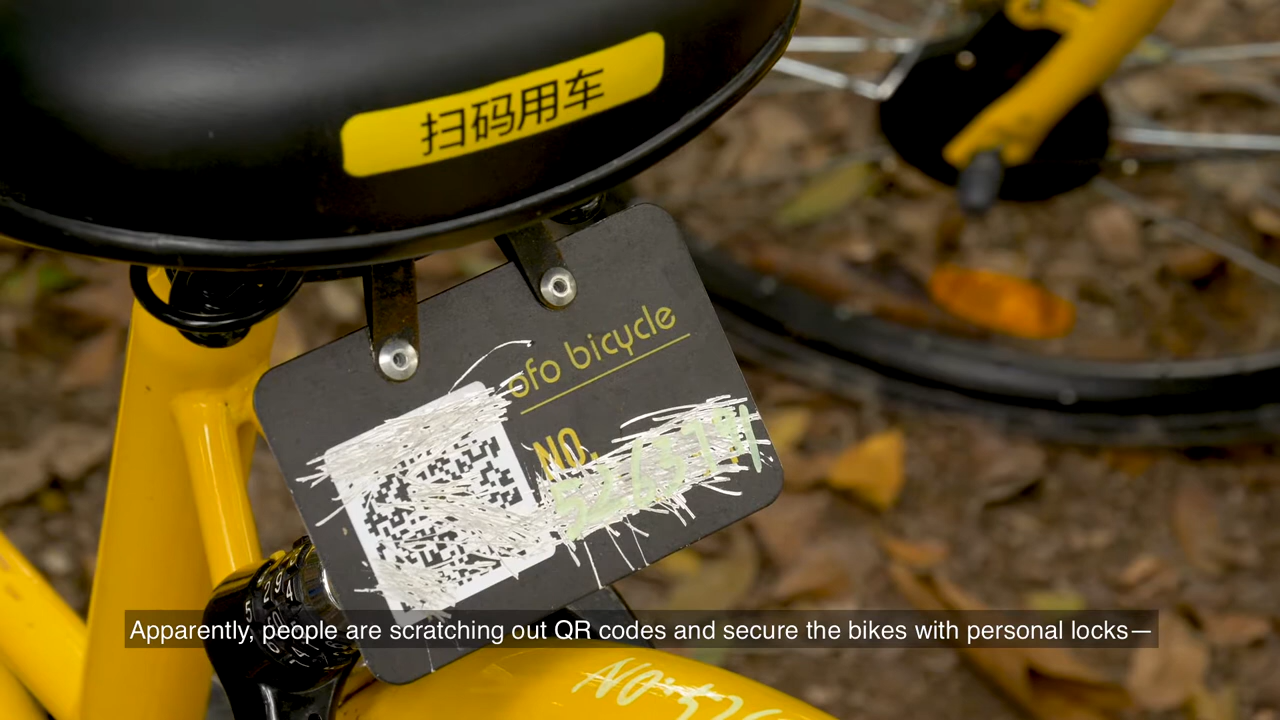 扫码用车
ofo bicycle
NO.
Apparently, people are scratching out QR codes and secure the bikes with personal locks—